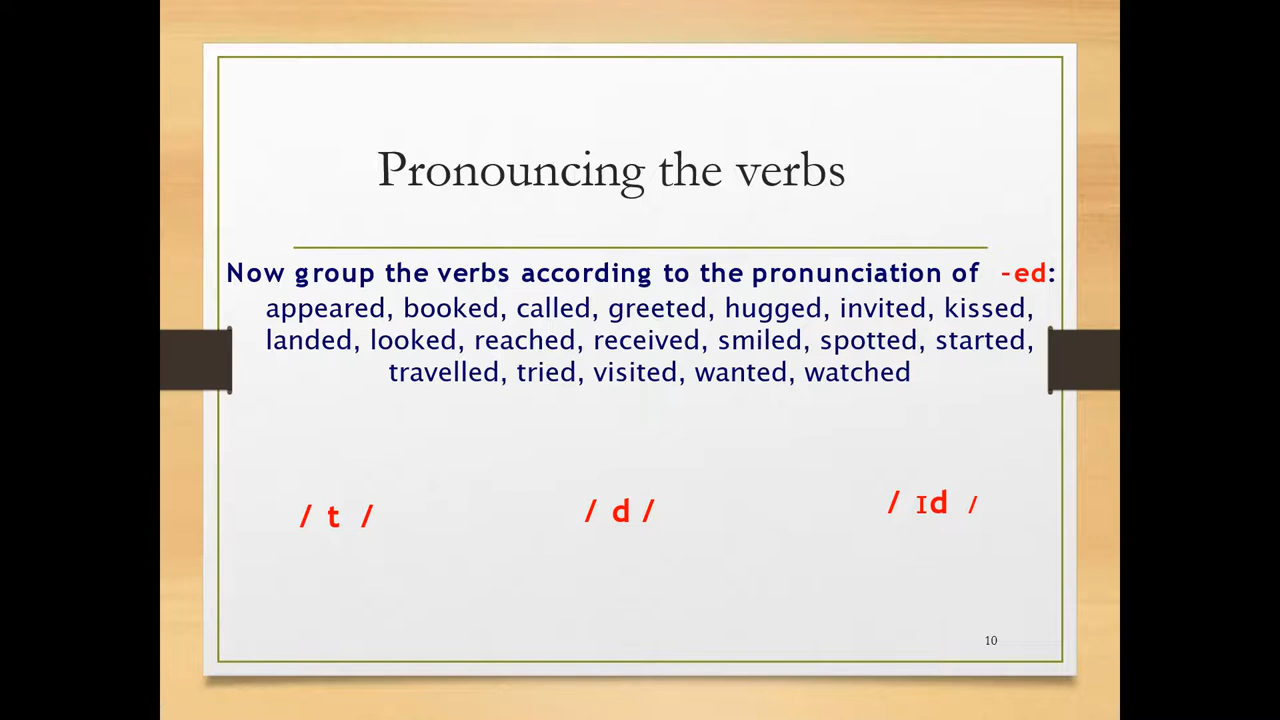 Pronouncing the verbs
Now group the verbs according to the pronunciation of -ed:
appeared, booked, called, greeted, hugged, invited, kissed,
landed, looked, reached, received, smiled, spotted, started,
travelled, tried, visited, wanted, watched
/ t /
/ d /
/ ɪd /
10